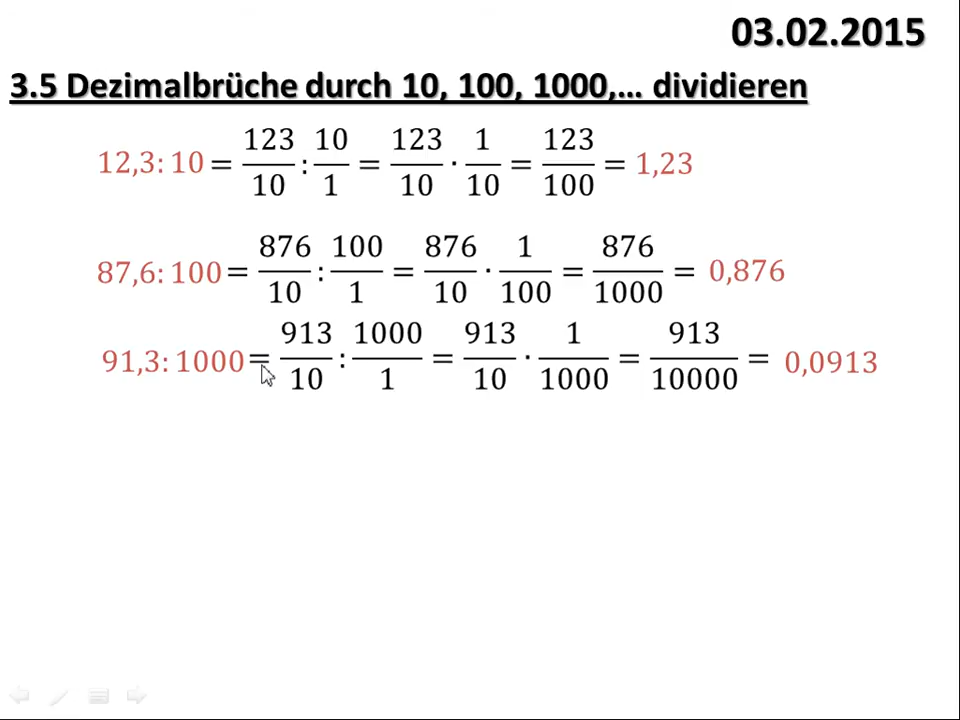 03.02.2015
3.5 Dezimalbrüche durch 10, 100, 1000,... dividieren
12,3: 10 = 123/10 : 10/1 = 123/10 · 1/10 = 123/100 = 1,23
87,6: 100 = 876/10 : 100/1 = 876/10 · 1/100 = 876/1000 = 0,876
91,3: 1000 = 913/10 : 1000/1 = 913/10 · 1/1000 = 913/10000 = 0,0913